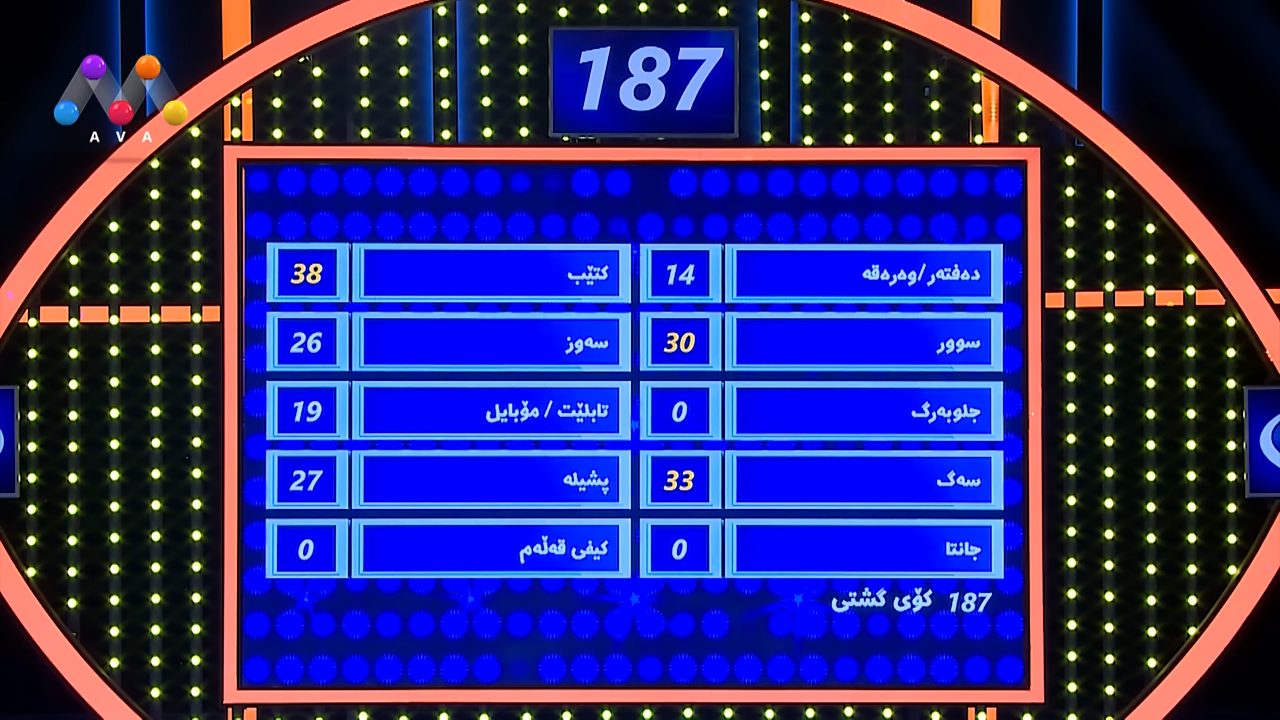 AVA
187
دەفتەر/وەرەقە 14 کتێب 38
سوور 30 سەوز 26
جلوبەرگ 0 تابلێت / مۆبایل 19
سەگ 33 پشیلە 27
جانتا 0 کیفی قەڵەم 0
187 کۆی گشتی